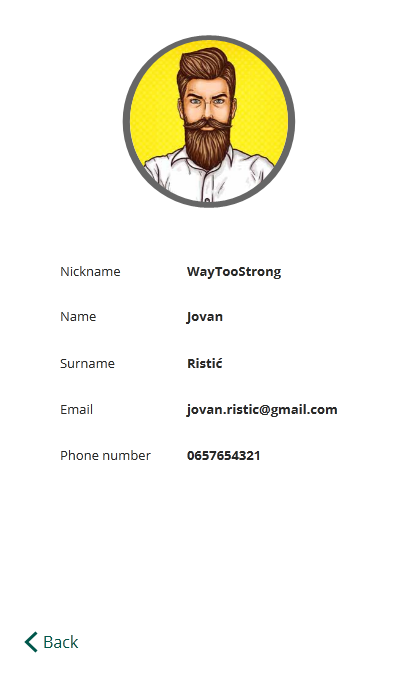 Nickname WayTooStrong
Name Jovan
Surname Ristić
Email jovan.ristic@gmail.com
Phone number 0657654321
Back